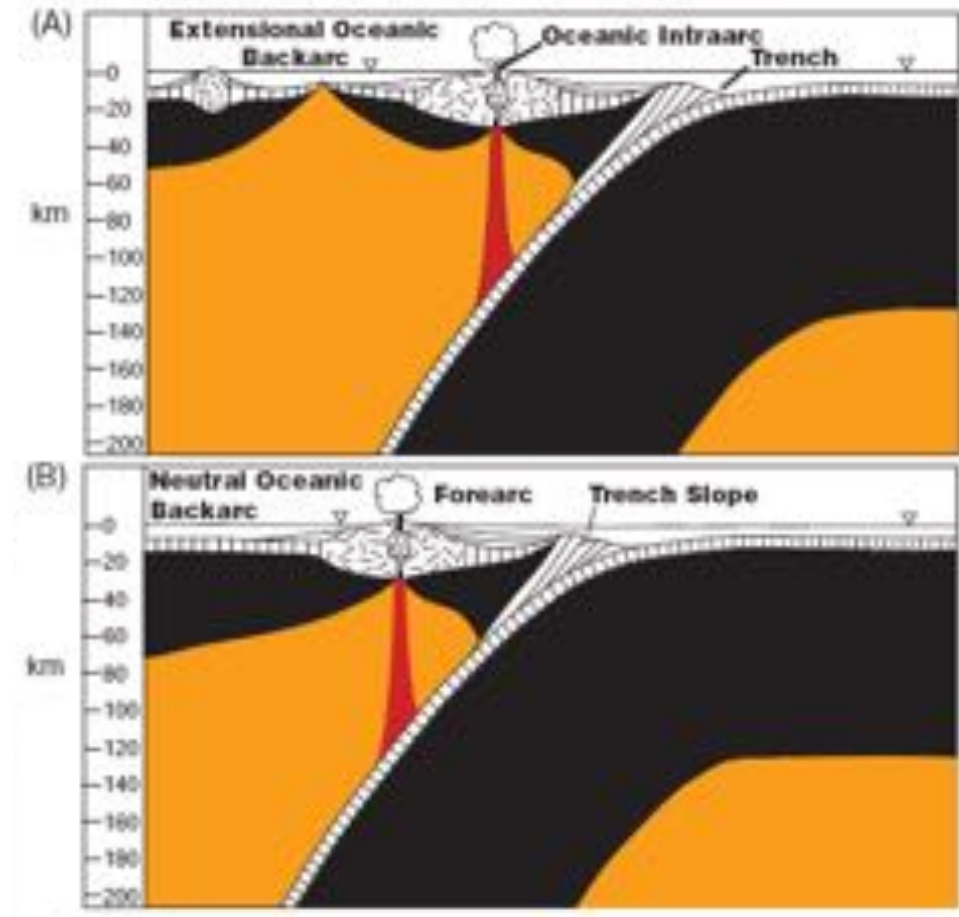 (A)
Extensional Oceanic
Backarc
Oceanic Intraarc
Trench
0
20
40
60
80
100
120
140
160
180
200
km
(B)
Neutral Oceanic
Backarc
Forearc
Trench Slope
0
20
40
60
80
100
120
140
160
180
200
km